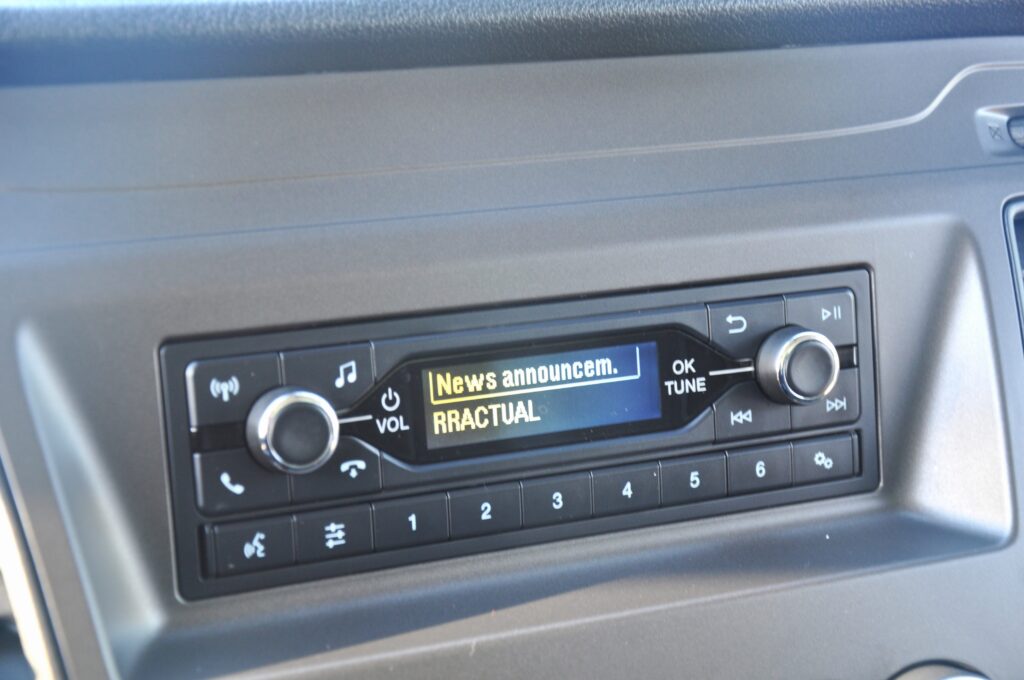 News announcem.
RRACTUAL
VOL
OK
TUNE
1 2 3 4 5 6